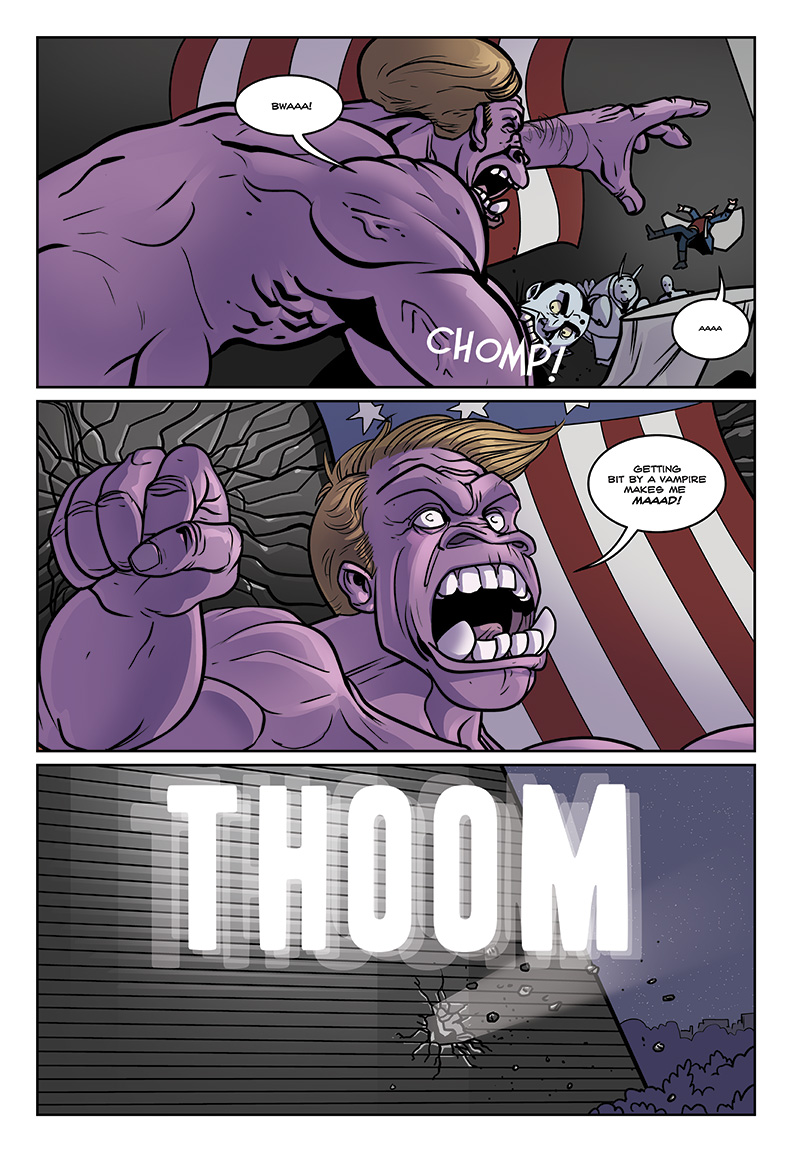 BWAAA!
CHOMP!
AAAA
GETTING
BIT BY A VAMPIRE
MAKES ME
MAAAD!
THOOM